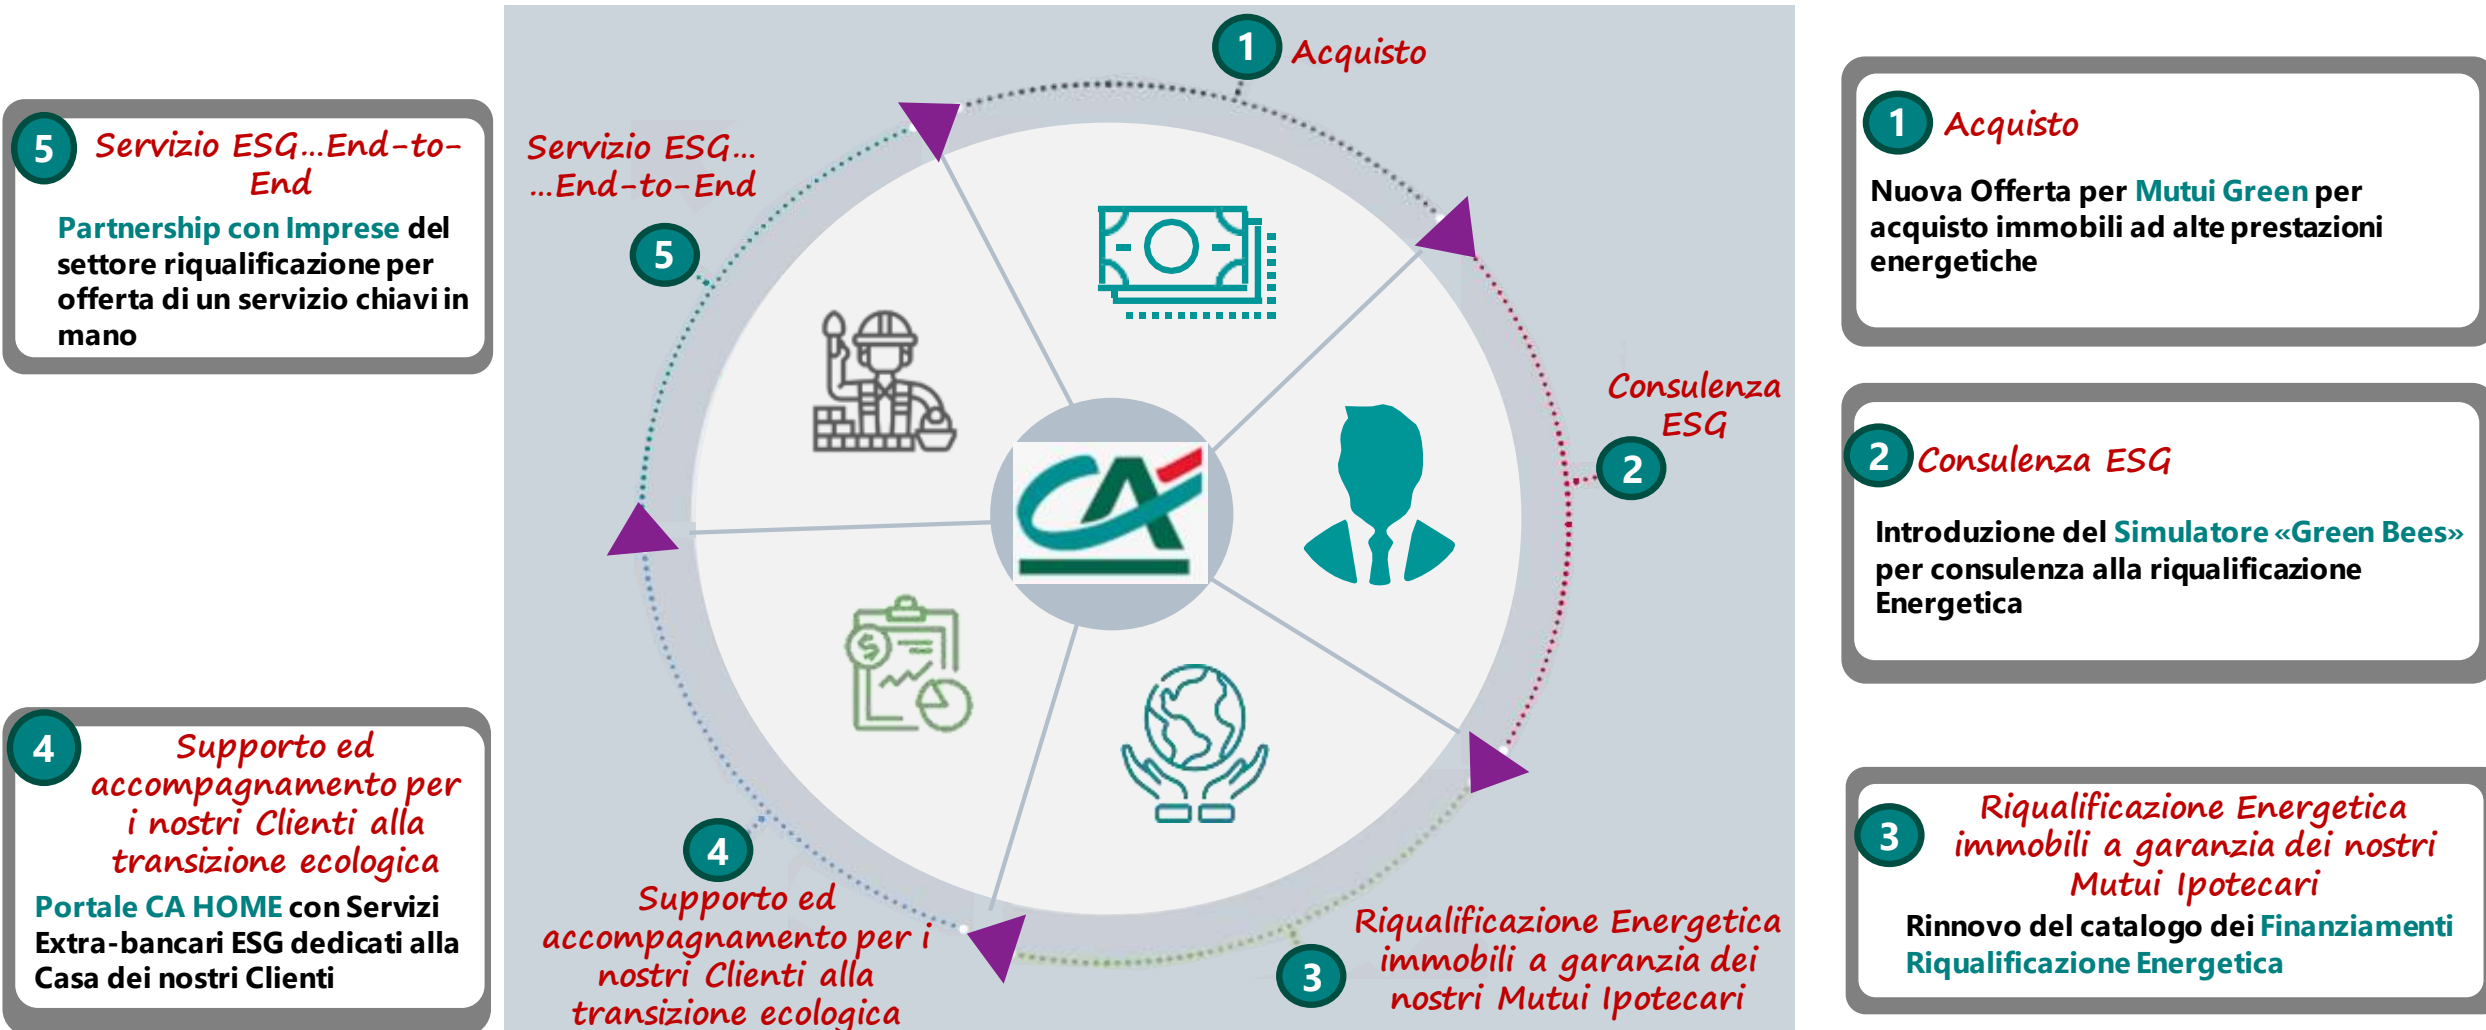 5
Servizio ESG...End-to-
End
Partnership con Imprese del
settore riqualificazione per
offerta di un servizio chiavi in
mano
4
Supporto ed
accompagnamento per
i nostri Clienti alla
transizione ecologica
Portale CA HOME con Servizi
Extra-bancari ESG dedicati alla
Casa dei nostri Clienti
1 Acquisto
Servizio ESG...
...End-to-End
5
Consulenza
ESG
2
CA
$
4
Supporto ed
accompagnamento per i
nostri Clienti alla
transizione ecologica
Riqualificazione Energetica
immobili a garanzia dei
nostri Mutui Ipotecari
3
1 Acquisto
Nuova Offerta per Mutui Green per
acquisto immobili ad alte prestazioni
energetiche
2 Consulenza ESG
Introduzione del Simulatore «Green Bees»
per consulenza alla riqualificazione
Energetica
3
Riqualificazione Energetica
immobili a garanzia dei nostri
Mutui Ipotecari
Rinnovo del catalogo dei Finanziamenti
Riqualificazione Energetica